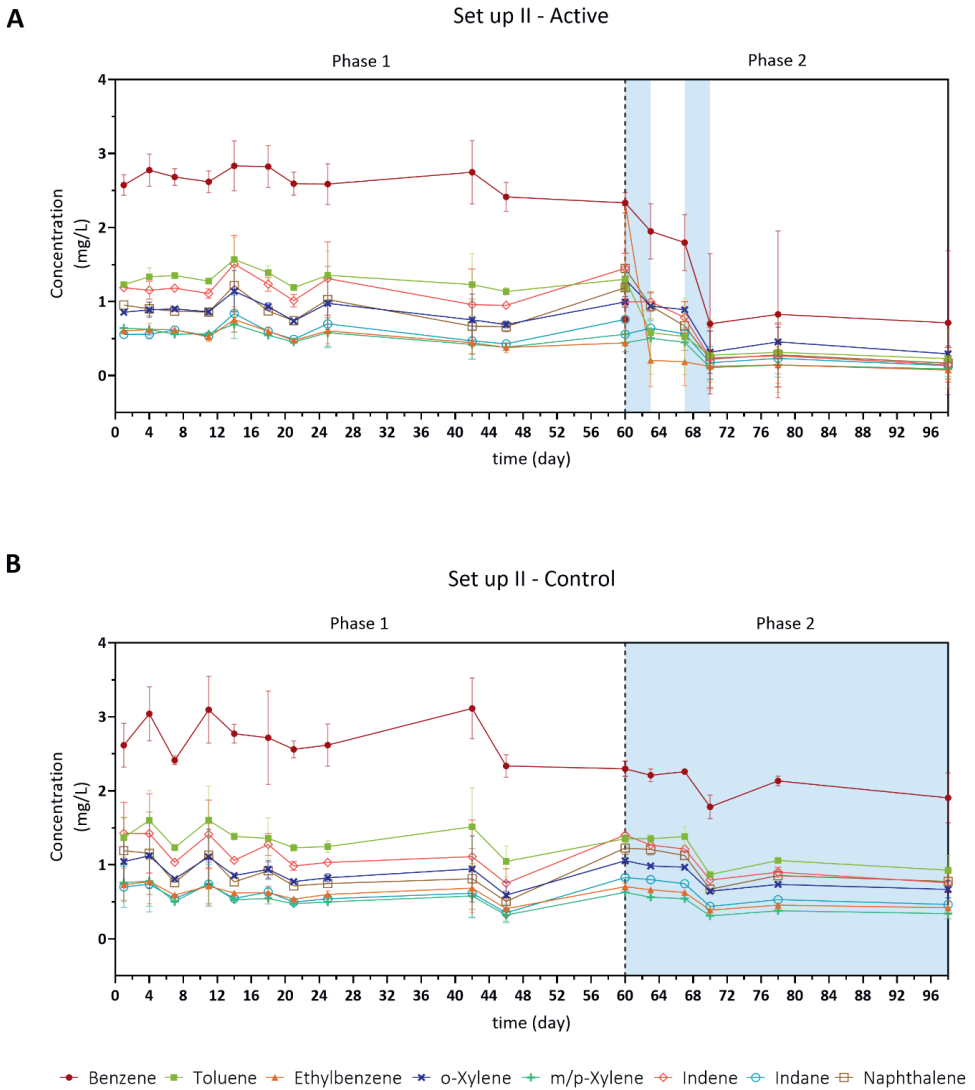 A
Set up II - Active
Phase 1 Phase 2
4
3
2
1
0
Concentration
(mg/L)
0 4 8 12 16 20 24 28 32 36 40 44 48 52 56 60 64 68 72 76 80 84 88 92 96
time (day)
B
Set up II - Control
Phase 1 Phase 2
4
3
2
1
0
Concentration
(mg/L)
0 4 8 12 16 20 24 28 32 36 40 44 48 52 56 60 64 68 72 76 80 84 88 92 96
time (day)
Benzene Toluene Ethylbenzene o-Xylene m/p-Xylene Indene Indane Naphthalene